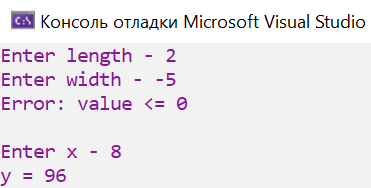 Консоль отладки Microsoft Visual Studio
Enter length - 2
Enter width - -5
Error: value <= 0
Enter x - 8
y = 96